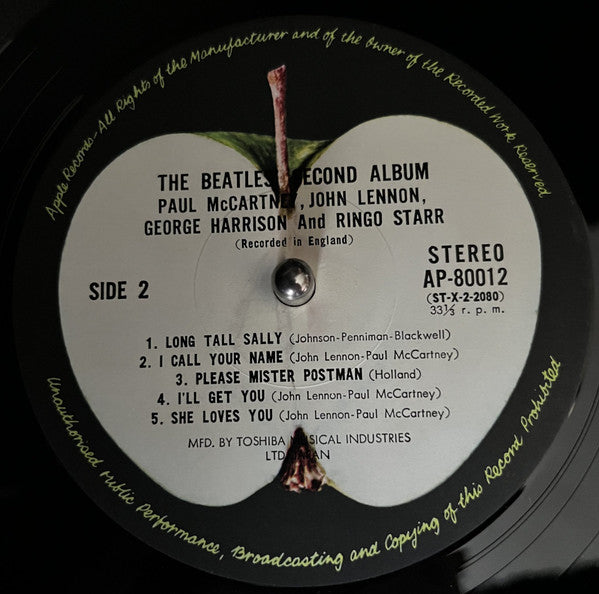 Apple Records-All Rights of the Manufacturer and of the Owner of the Recorded Work Reserved
THE BEATLES' SECOND ALBUM
PAUL McCARTNEY, JOHN LENNON,
GEORGE HARRISON And RINGO STARR
(Recorded in England)
SIDE 2
STEREO
AP-80012
(ST-X-2-2080)
33⅓ r. p. m.
1. LONG TALL SALLY (Johnson-Penniman-Blackwell)
2. I CALL YOUR NAME (John Lennon-Paul McCartney)
3. PLEASE MISTER POSTMAN (Holland)
4. I'LL GET YOU (John Lennon-Paul McCartney)
5. SHE LOVES YOU (John Lennon-Paul McCartney)
MFD. BY TOSHIBA MUSICAL INDUSTRIES
LTD. JAPAN
Unauthorised Public Performance, Broadcasting and Copying of this Record Prohibited